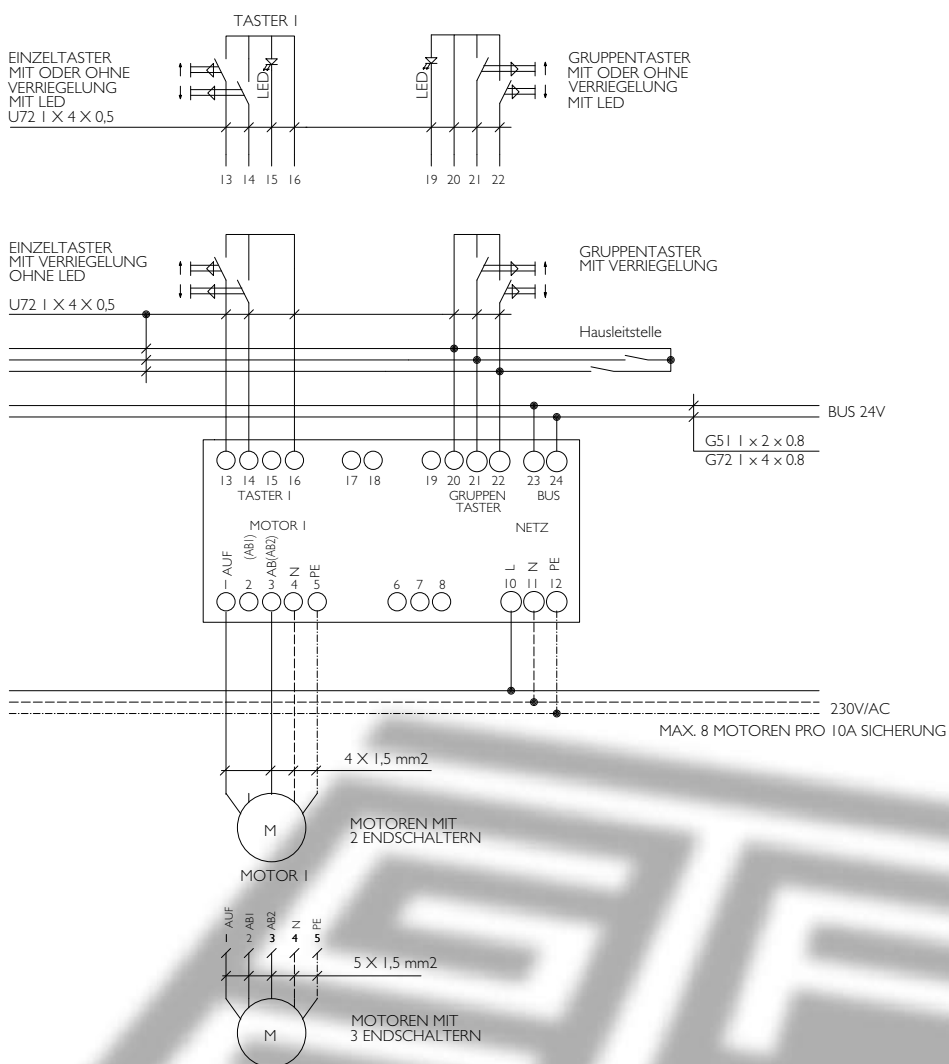 TASTER I
EINZELTASTER
MIT ODER OHNE
VERRIEGELUNG
MIT LED
U72 1 X 4 X 0,5
LED
LED
GRUPPENTASTER
MIT ODER OHNE
VERRIEGELUNG
MIT LED
13 14 15 16
19 20 21 22
EINZELTASTER
MIT VERRIEGELUNG
OHNE LED
U72 1 X 4 X 0,5
GRUPPENTASTER
MIT VERRIEGELUNG
Hausleitstelle
BUS 24V
G51 1 x 2 x 0.8
G72 1 x 4 x 0.8
13 14 15 16 17 18 19 20 21 22 23 24
TASTER I
GRUPPEN
TASTER
BUS
MOTOR I
NETZ
AUF
(AB1)
AB(AB2)
N
PE
L
N
PE
1 2 3 4 5 6 7 8 10 11 12
230V/AC
MAX. 8 MOTOREN PRO 10A SICHERUNG
4 X 1,5 mm2
M
MOTOREN MIT
2 ENDSCHALTERN
MOTOR I
AUF
AB1
AB2
N
PE
1 2 3 4 5
5 X 1,5 mm2
M
MOTOREN MIT
3 ENDSCHALTERN